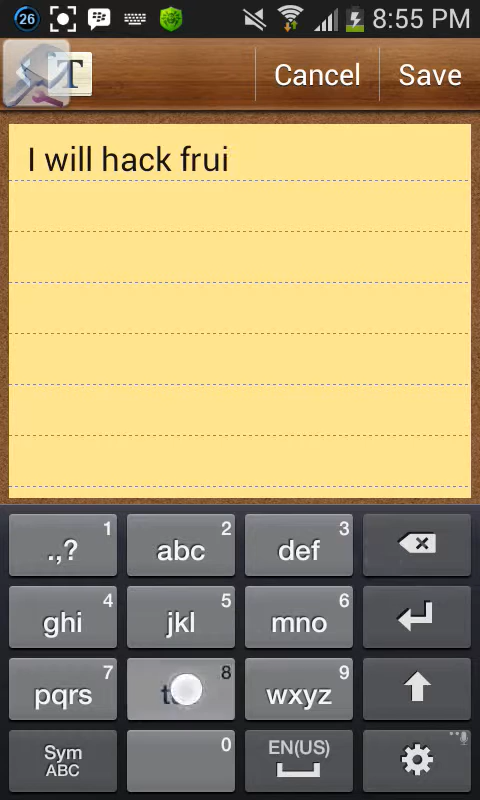 26 8:55 PM
T Cancel Save
I will hack frui
.,? 1 abc 2 def 3
ghi 4 jkl 5 mno 6
pqrs 7 8 wxyz 9
Sym
ABC 0 EN(US)